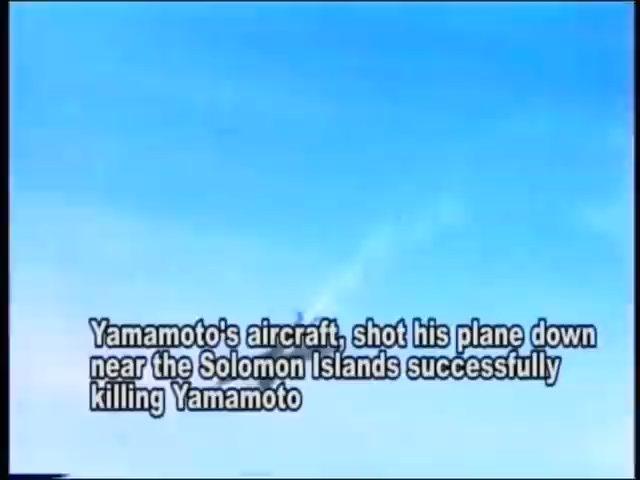 Yamamoto's aircraft, shot his plane down
near the Solomon Islands successfully
killing Yamamoto